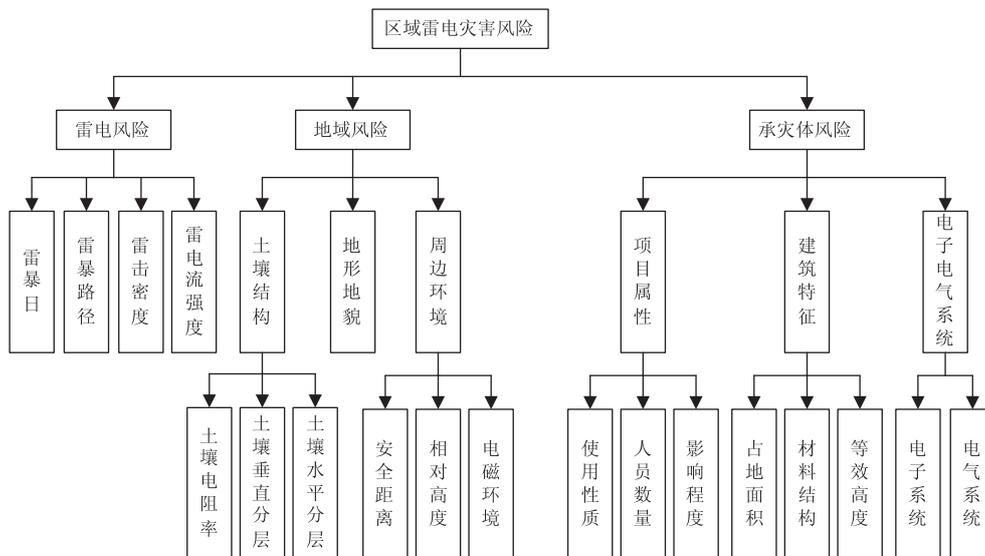 区域雷电灾害风险
雷电风险
地域风险
承灾体风险
雷暴日
雷暴路径
雷击密度
雷电流强度
土壤结构
地形地貌
周边环境
项目属性
建筑特征
电子电气系统
土壤电阻率
土壤垂直分层
土壤水平分层
安全距离
相对高度
电磁环境
使用性质
人员数量
影响程度
占地面积
材料结构
等效高度
电子系统
电气系统